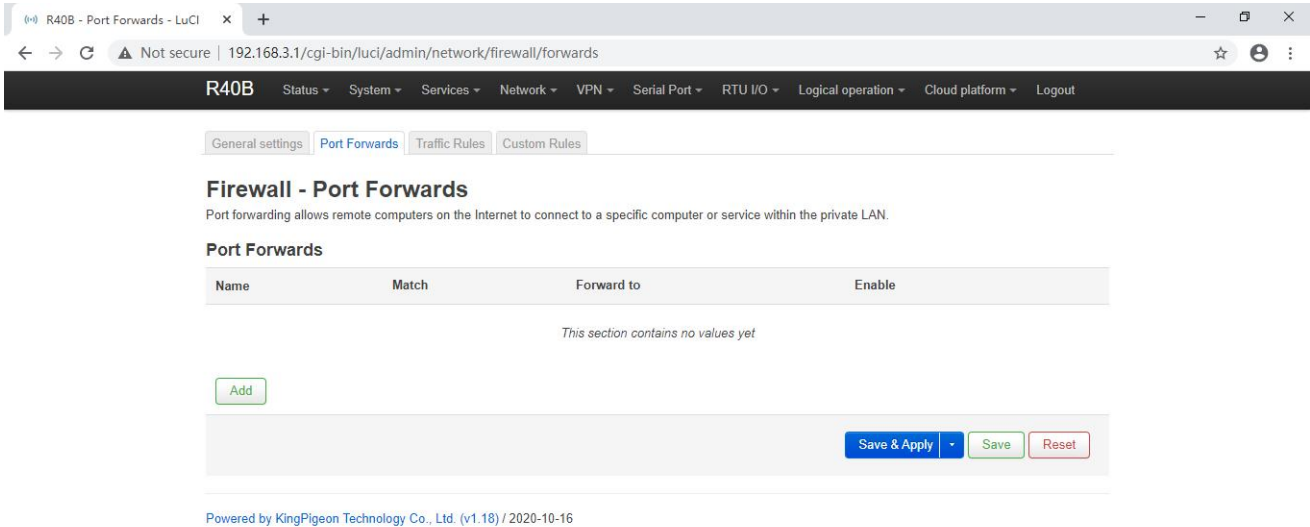 R40B - Port Forwards - LuCI
Not secure | 192.168.3.1/cgi-bin/luci/admin/network/firewall/forwards
R40B Status System Services Network VPN Serial Port RTU I/O Logical operation Cloud platform Logout
General settings Port Forwards Traffic Rules Custom Rules
Firewall - Port Forwards
Port forwarding allows remote computers on the Internet to connect to a specific computer or service within the private LAN.
Port Forwards
Name Match Forward to Enable
This section contains no values yet
Add
Save & Apply Save Reset
Powered by KingPigeon Technology Co., Ltd. (v1.18) / 2020-10-16